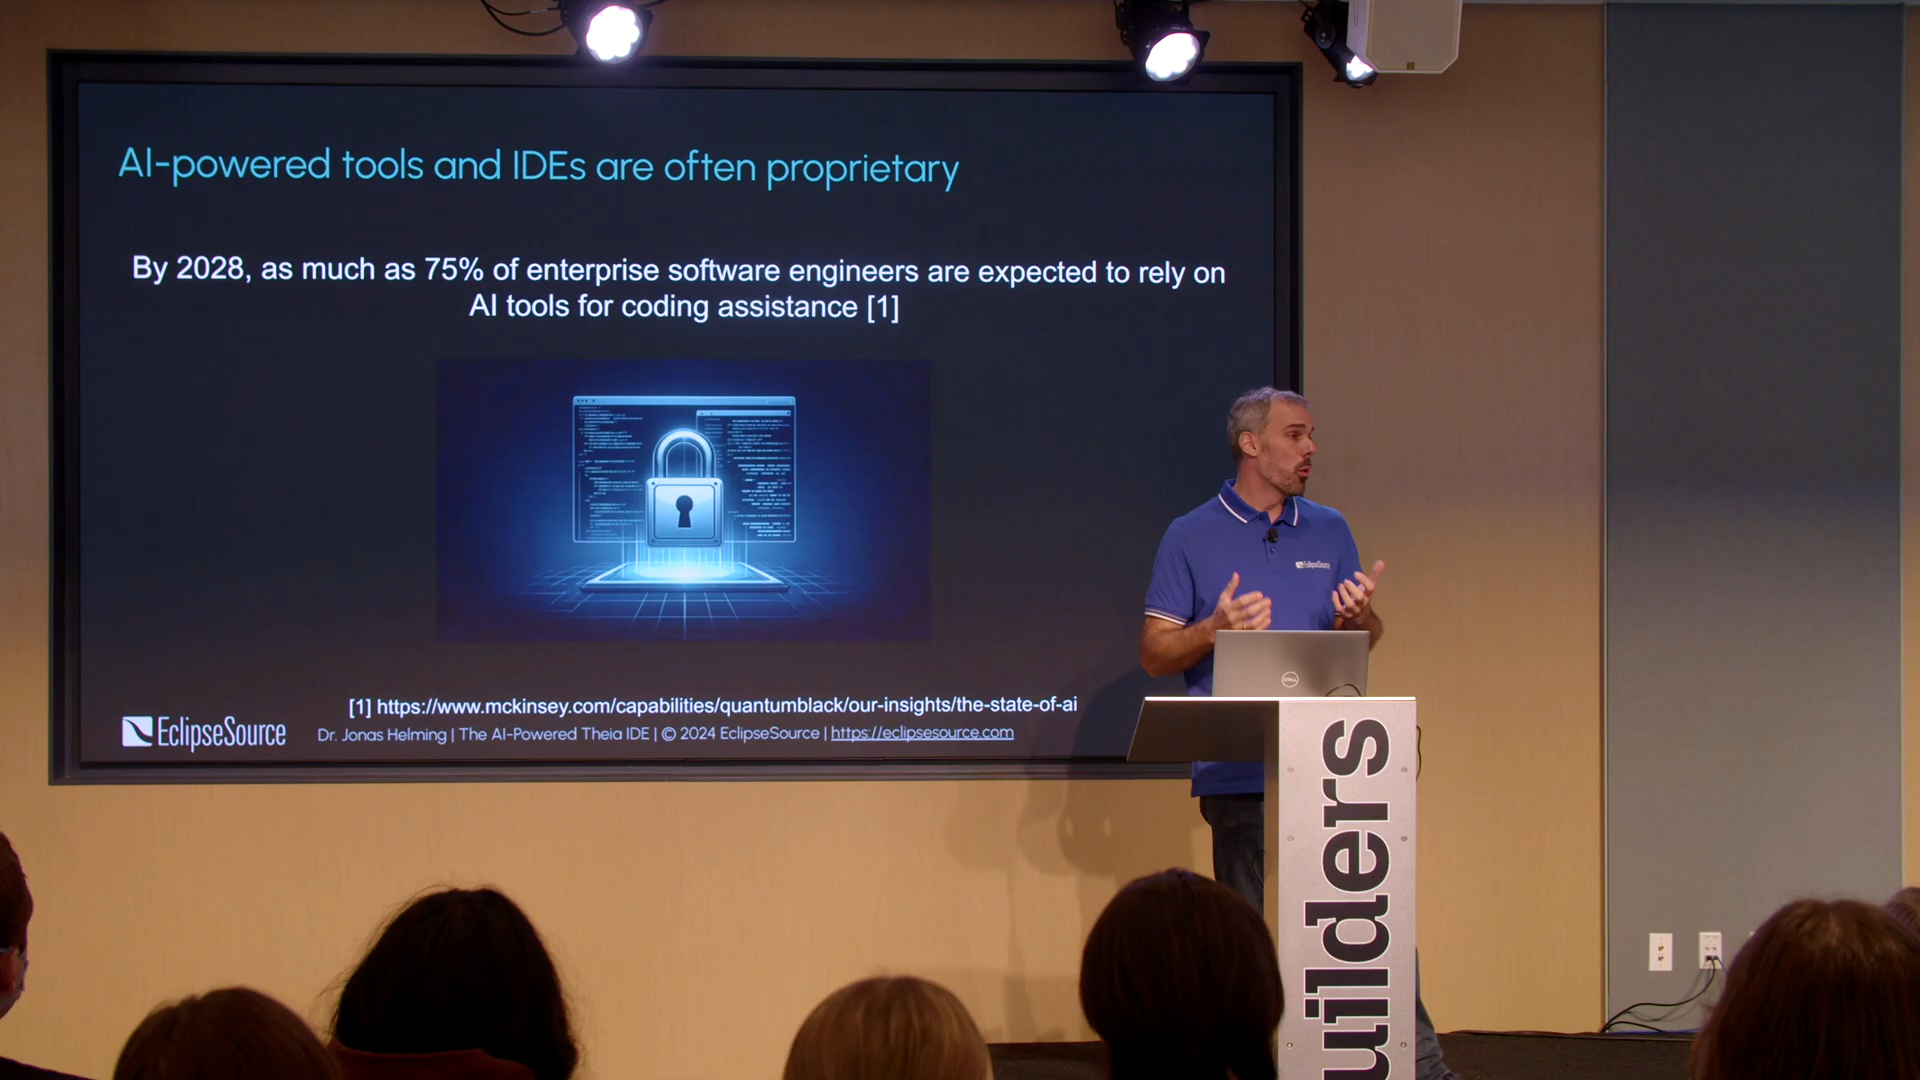 AI-powered tools and IDEs are often proprietary
By 2028, as much as 75% of enterprise software engineers are expected to rely on
AI tools for coding assistance [1]
[1] https://www.mckinsey.com/capabilities/quantumblack/our-insights/the-state-of-ai
EclipseSource
Dr. Jonas Helming | The AI-Powered Theia IDE | © 2024 EclipseSource | https://eclipsesource.com
EclipseSource
DELL
uilders